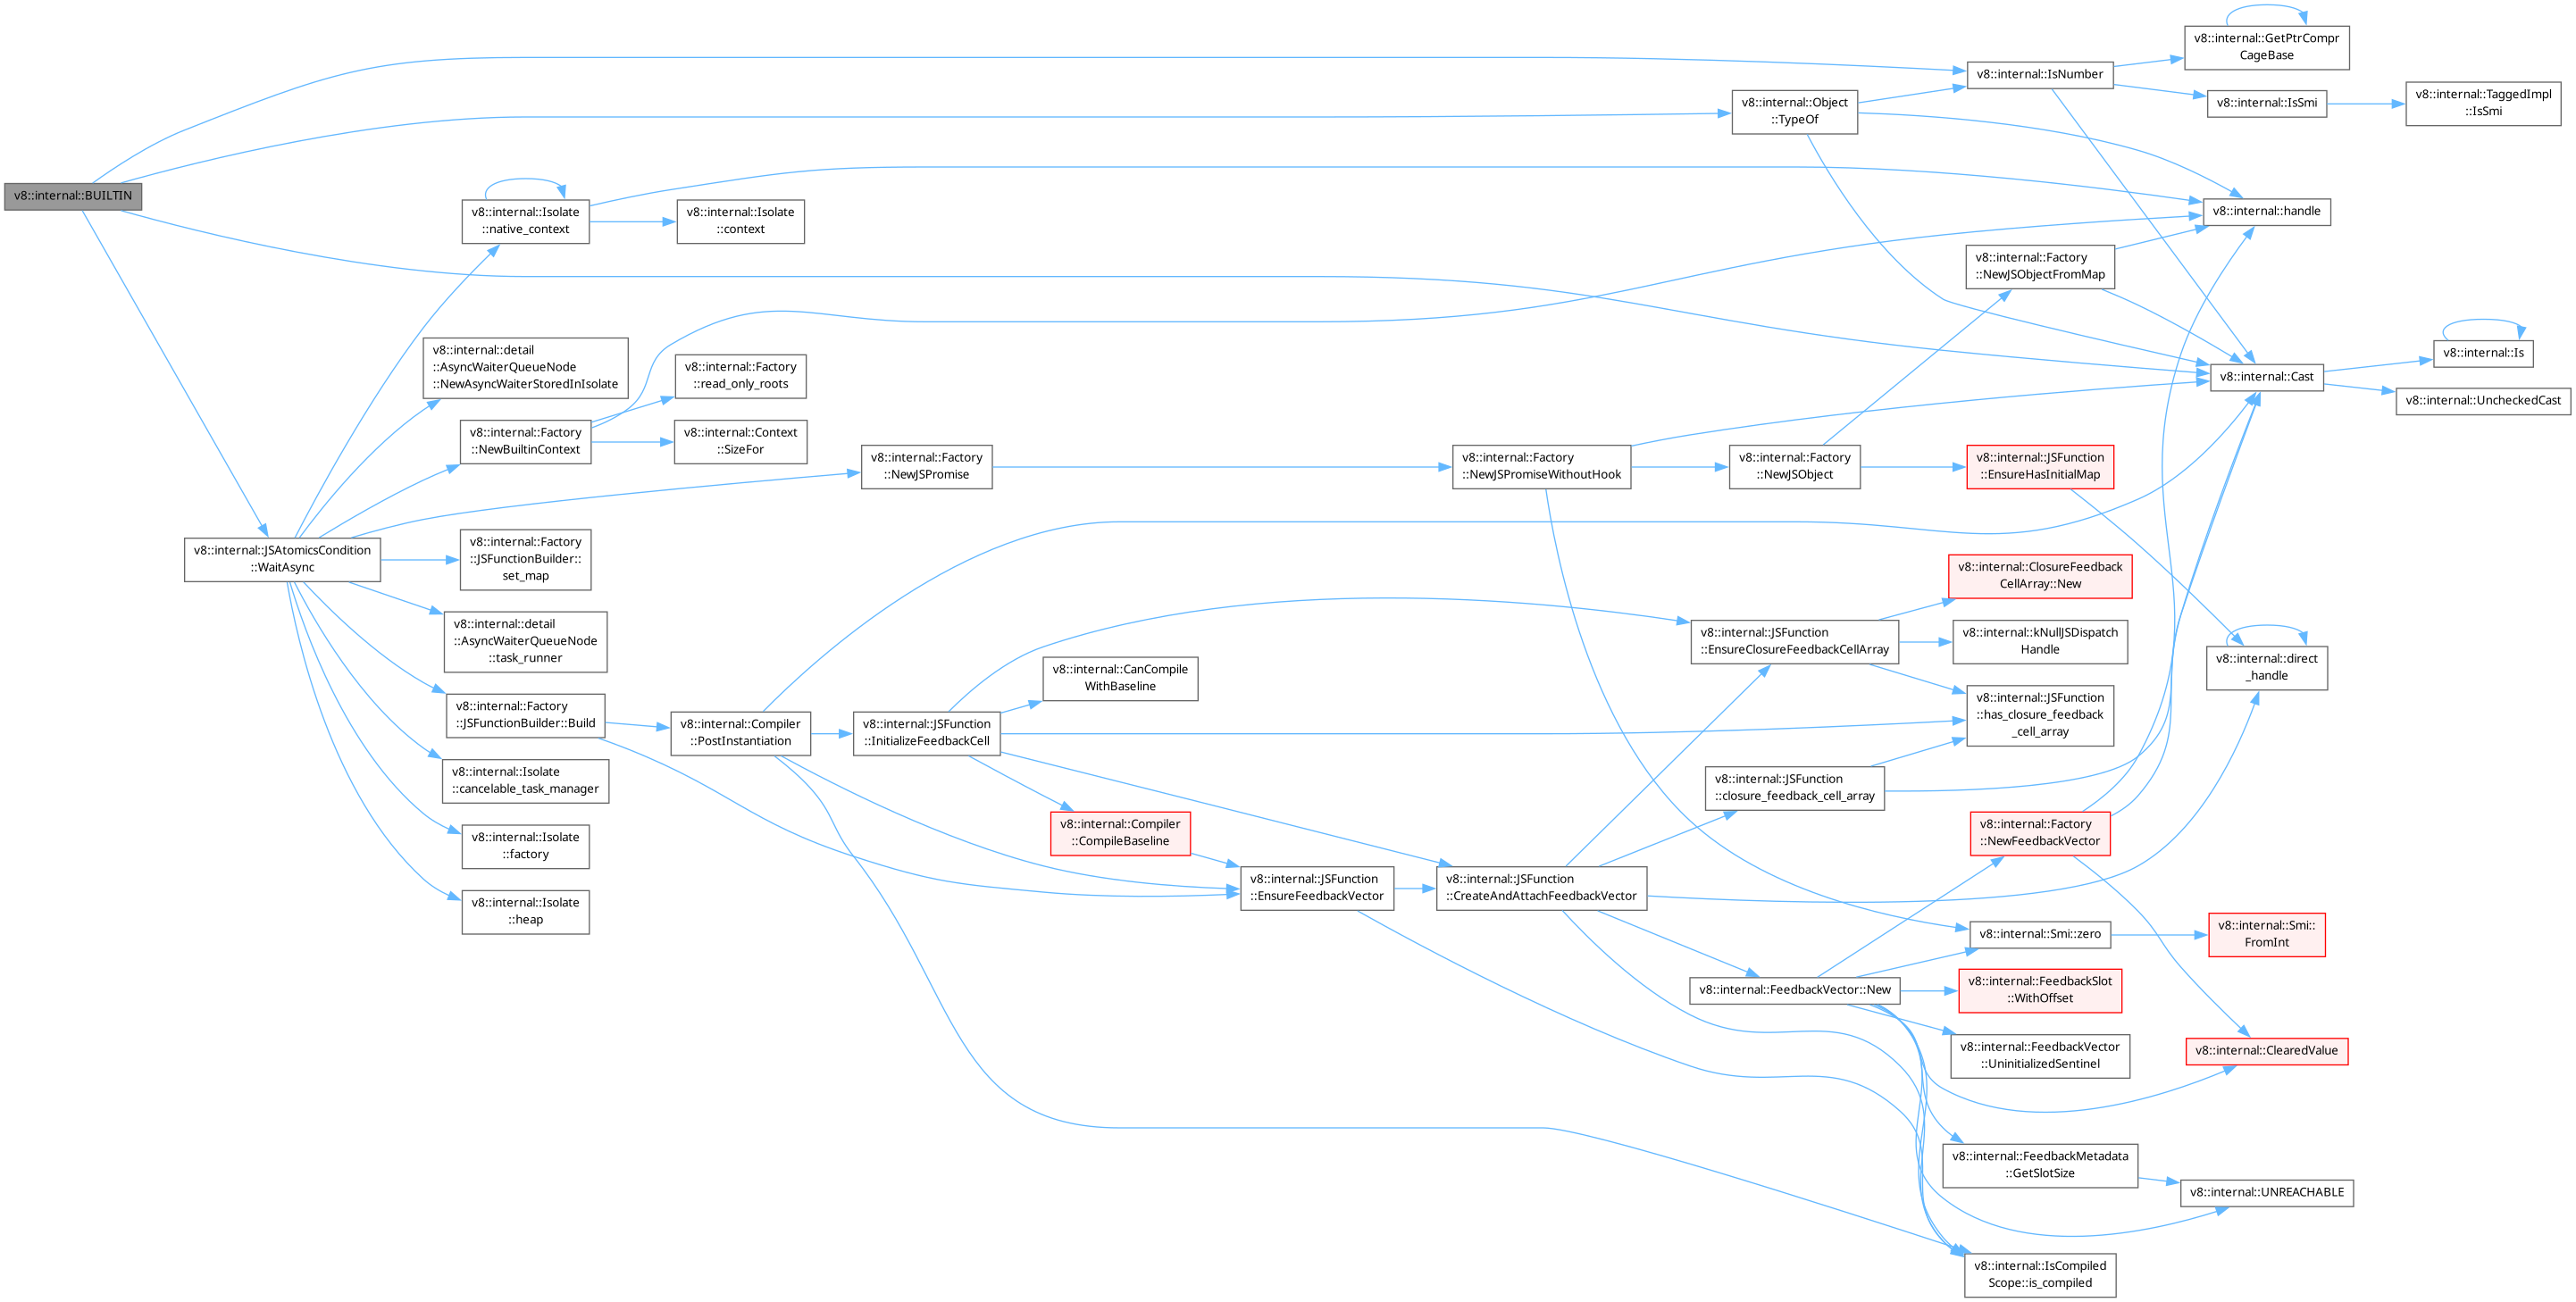 v8::internal::BUILTIN
v8::internal::JSAtomicsCondition
::WaitAsync
v8::internal::Isolate
::native_context
v8::internal::detail
::AsyncWaiterQueueNode
::NewAsyncWaiterStoredInIsolate
v8::internal::Factory
::NewBuiltinContext
v8::internal::Factory
::JSFunctionBuilder::
set_map
v8::internal::detail
::AsyncWaiterQueueNode
::task_runner
v8::internal::Factory
::JSFunctionBuilder::Build
v8::internal::Isolate
::cancelable_task_manager
v8::internal::Isolate
::factory
v8::internal::Isolate
::heap
v8::internal::Isolate
::context
v8::internal::Factory
::read_only_roots
v8::internal::Context
::SizeFor
v8::internal::Compiler
::PostInstantiation
v8::internal::Factory
::NewJSPromise
v8::internal::JSFunction
::InitializeFeedbackCell
v8::internal::CanCompile
WithBaseline
v8::internal::Compiler
::CompileBaseline
v8::internal::JSFunction
::EnsureFeedbackVector
v8::internal::Factory
::NewJSPromiseWithoutHook
v8::internal::JSFunction
::CreateAndAttachFeedbackVector
v8::internal::Object
::TypeOf
v8::internal::Factory
::NewJSObject
v8::internal::JSFunction
::EnsureClosureFeedbackCellArray
v8::internal::JSFunction
::closure_feedback_cell_array
v8::internal::FeedbackVector::New
v8::internal::IsNumber
v8::internal::Factory
::NewJSObjectFromMap
v8::internal::JSFunction
::EnsureHasInitialMap
v8::internal::ClosureFeedback
CellArray::New
v8::internal::kNullJSDispatch
Handle
v8::internal::JSFunction
::has_closure_feedback
_cell_array
v8::internal::Factory
::NewFeedbackVector
v8::internal::Smi::zero
v8::internal::FeedbackSlot
::WithOffset
v8::internal::FeedbackVector
::UninitializedSentinel
v8::internal::FeedbackMetadata
::GetSlotSize
v8::internal::IsCompiled
Scope::is_compiled
v8::internal::GetPtrCompr
CageBase
v8::internal::IsSmi
v8::internal::handle
v8::internal::Cast
v8::internal::direct
_handle
v8::internal::Smi::
FromInt
v8::internal::ClearedValue
v8::internal::UNREACHABLE
v8::internal::TaggedImpl
::IsSmi
v8::internal::Is
v8::internal::UncheckedCast